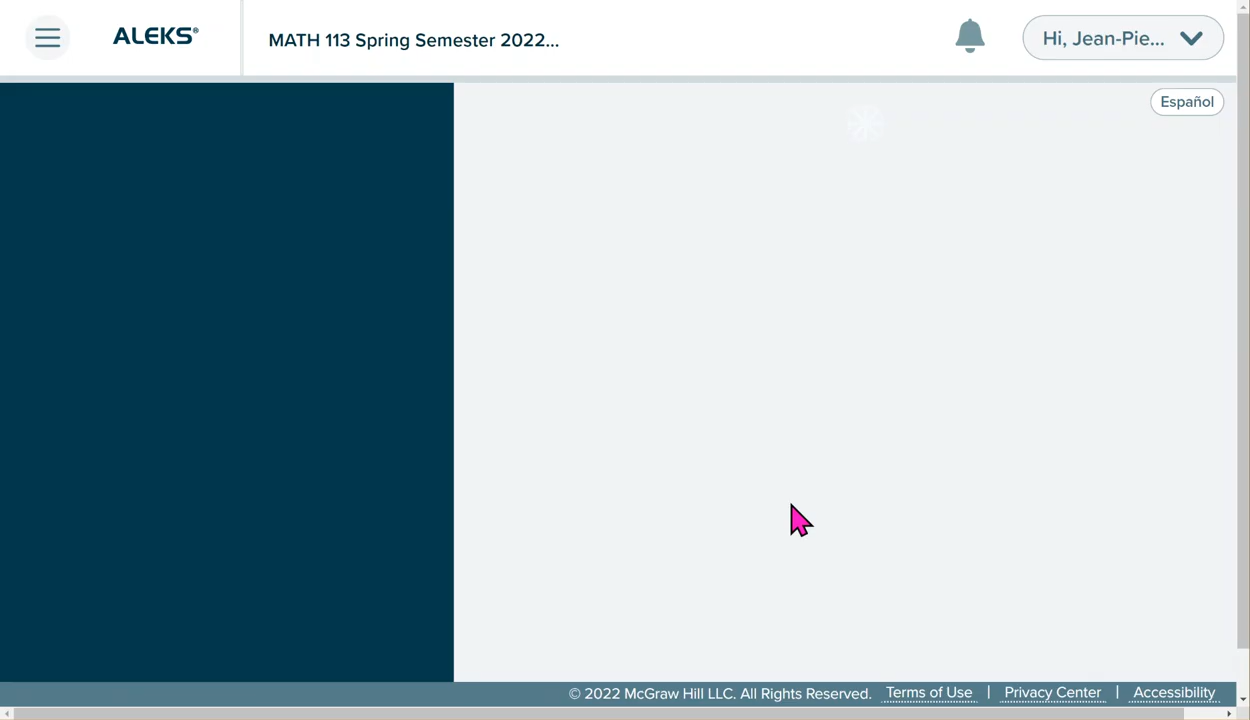 ALEKS®
MATH 113 Spring Semester 2022...
Hi, Jean-Pie...
Español
© 2022 McGraw Hill LLC. All Rights Reserved. Terms of Use | Privacy Center | Accessibility